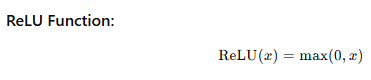 ReLU Function:
ReLU(x) = max(0, x)